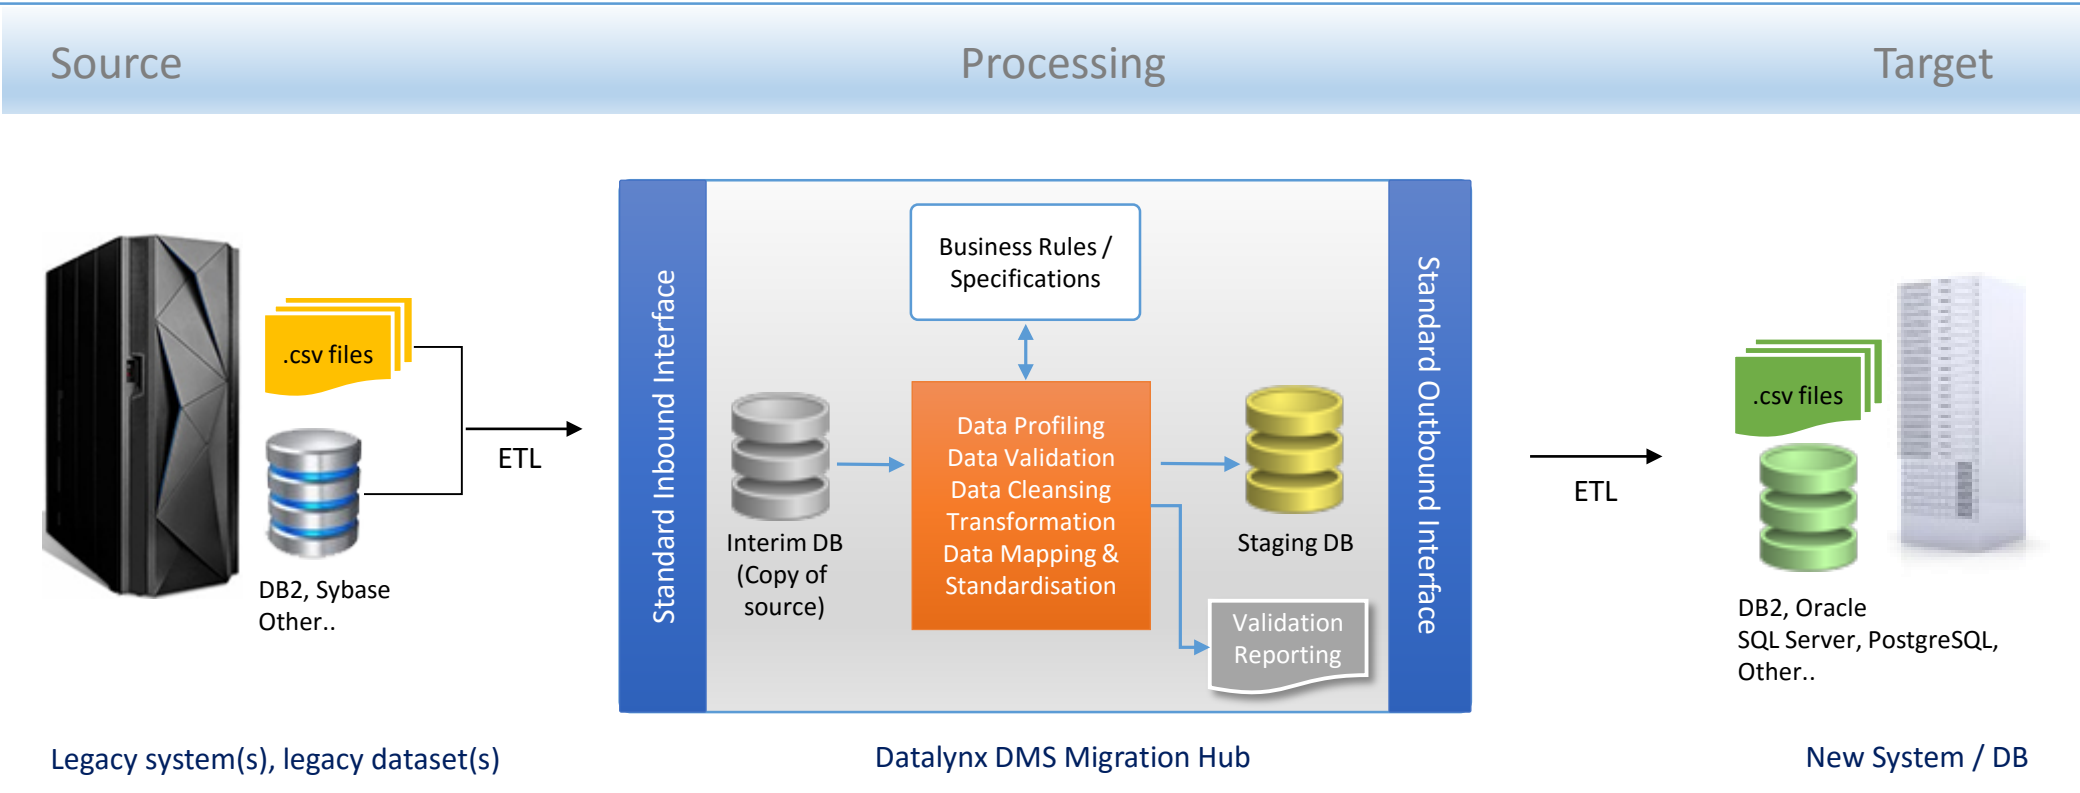 Source
Processing
Target
.csv files
DB2, Sybase
Other..
ETL
Standard Inbound Interface
Business Rules /
Specifications
Interim DB
(Copy of
source)
Data Profiling
Data Validation
Data Cleansing
Transformation
Data Mapping &
Standardisation
Staging DB
Validation
Reporting
Standard Outbound Interface
ETL
.csv files
DB2, Oracle
SQL Server, PostgreSQL,
Other..
Legacy system(s), legacy dataset(s)
Datalynx DMS Migration Hub
New System / DB